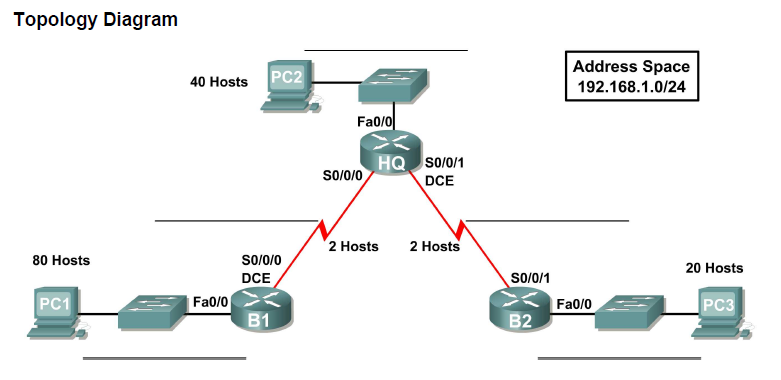 Topology Diagram
40 Hosts
PC2
Address Space
192.168.1.0/24
Fa0/0
HQ
S0/0/0
S0/0/1
DCE
2 Hosts
2 Hosts
80 Hosts
S0/0/0
DCE
S0/0/1
20 Hosts
PC1
Fa0/0
B1
B2
Fa0/0
PC3